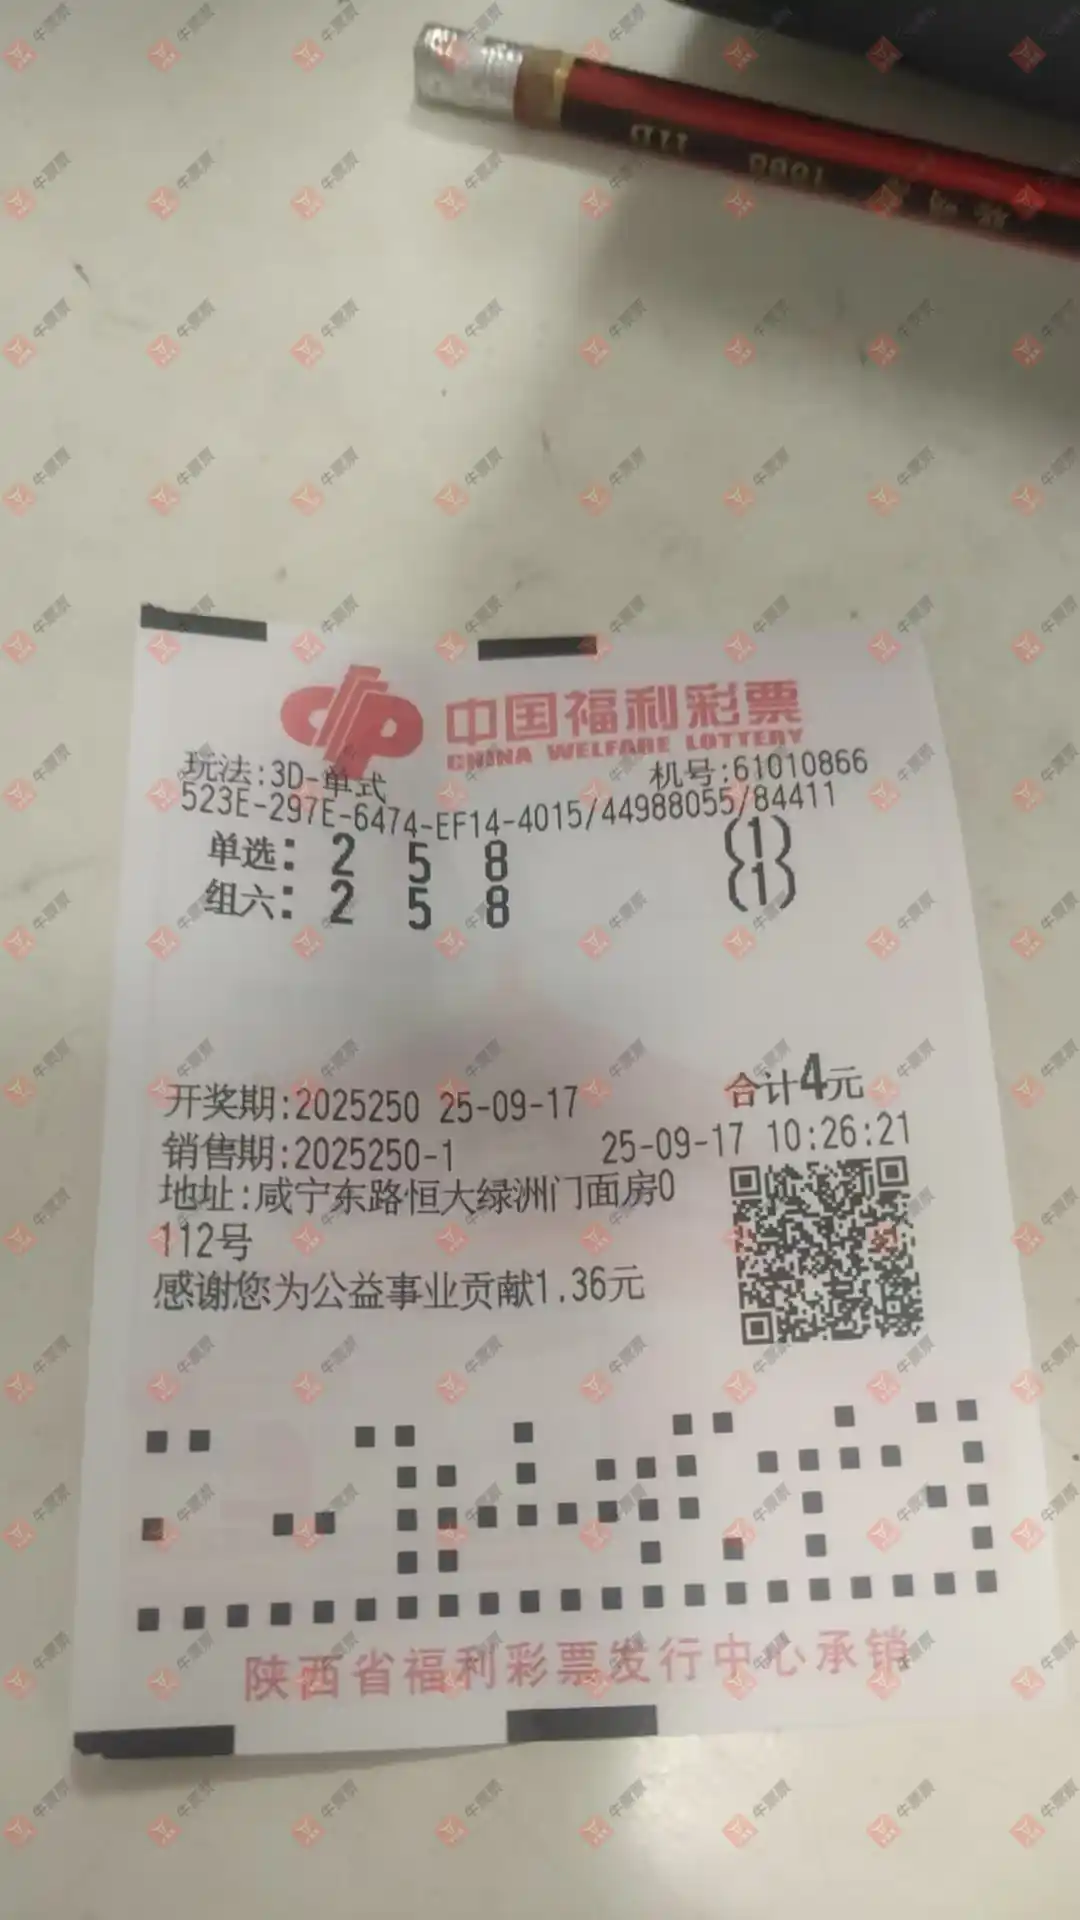 中国福利彩票
CHINA WELFARE LOTTERY
玩法:3D-单式 机号:61010866
523E-297E-6474-EF14-4015/44988055/84411
单选: 2 5 8 (1)
组六: 2 5 8 (1)
合计4元
开奖期:2025250 25-09-17
销售期:2025250-1 25-09-17 10:26:21
地址:咸宁东路恒大绿洲门面房0
112号
感谢您为公益事业贡献1.36元
陕西省福利彩票发行中心承销
牛票票